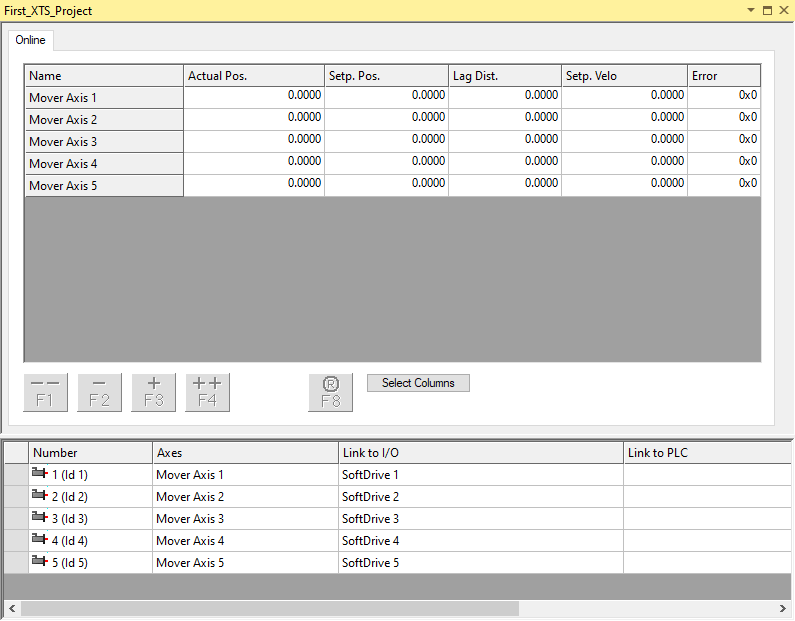 First_XTS_Project
Online
Name Actual Pos. Setp. Pos. Lag Dist. Setp. Velo Error
Mover Axis 1 0.0000 0.0000 0.0000 0.0000 0x0
Mover Axis 2 0.0000 0.0000 0.0000 0.0000 0x0
Mover Axis 3 0.0000 0.0000 0.0000 0.0000 0x0
Mover Axis 4 0.0000 0.0000 0.0000 0.0000 0x0
Mover Axis 5 0.0000 0.0000 0.0000 0.0000 0x0
-- - + ++ ® Select Columns
F1 F2 F3 F4 F8
Number Axes Link to I/O Link to PLC
1 (Id 1) Mover Axis 1 SoftDrive 1
2 (Id 2) Mover Axis 2 SoftDrive 2
3 (Id 3) Mover Axis 3 SoftDrive 3
4 (Id 4) Mover Axis 4 SoftDrive 4
5 (Id 5) Mover Axis 5 SoftDrive 5